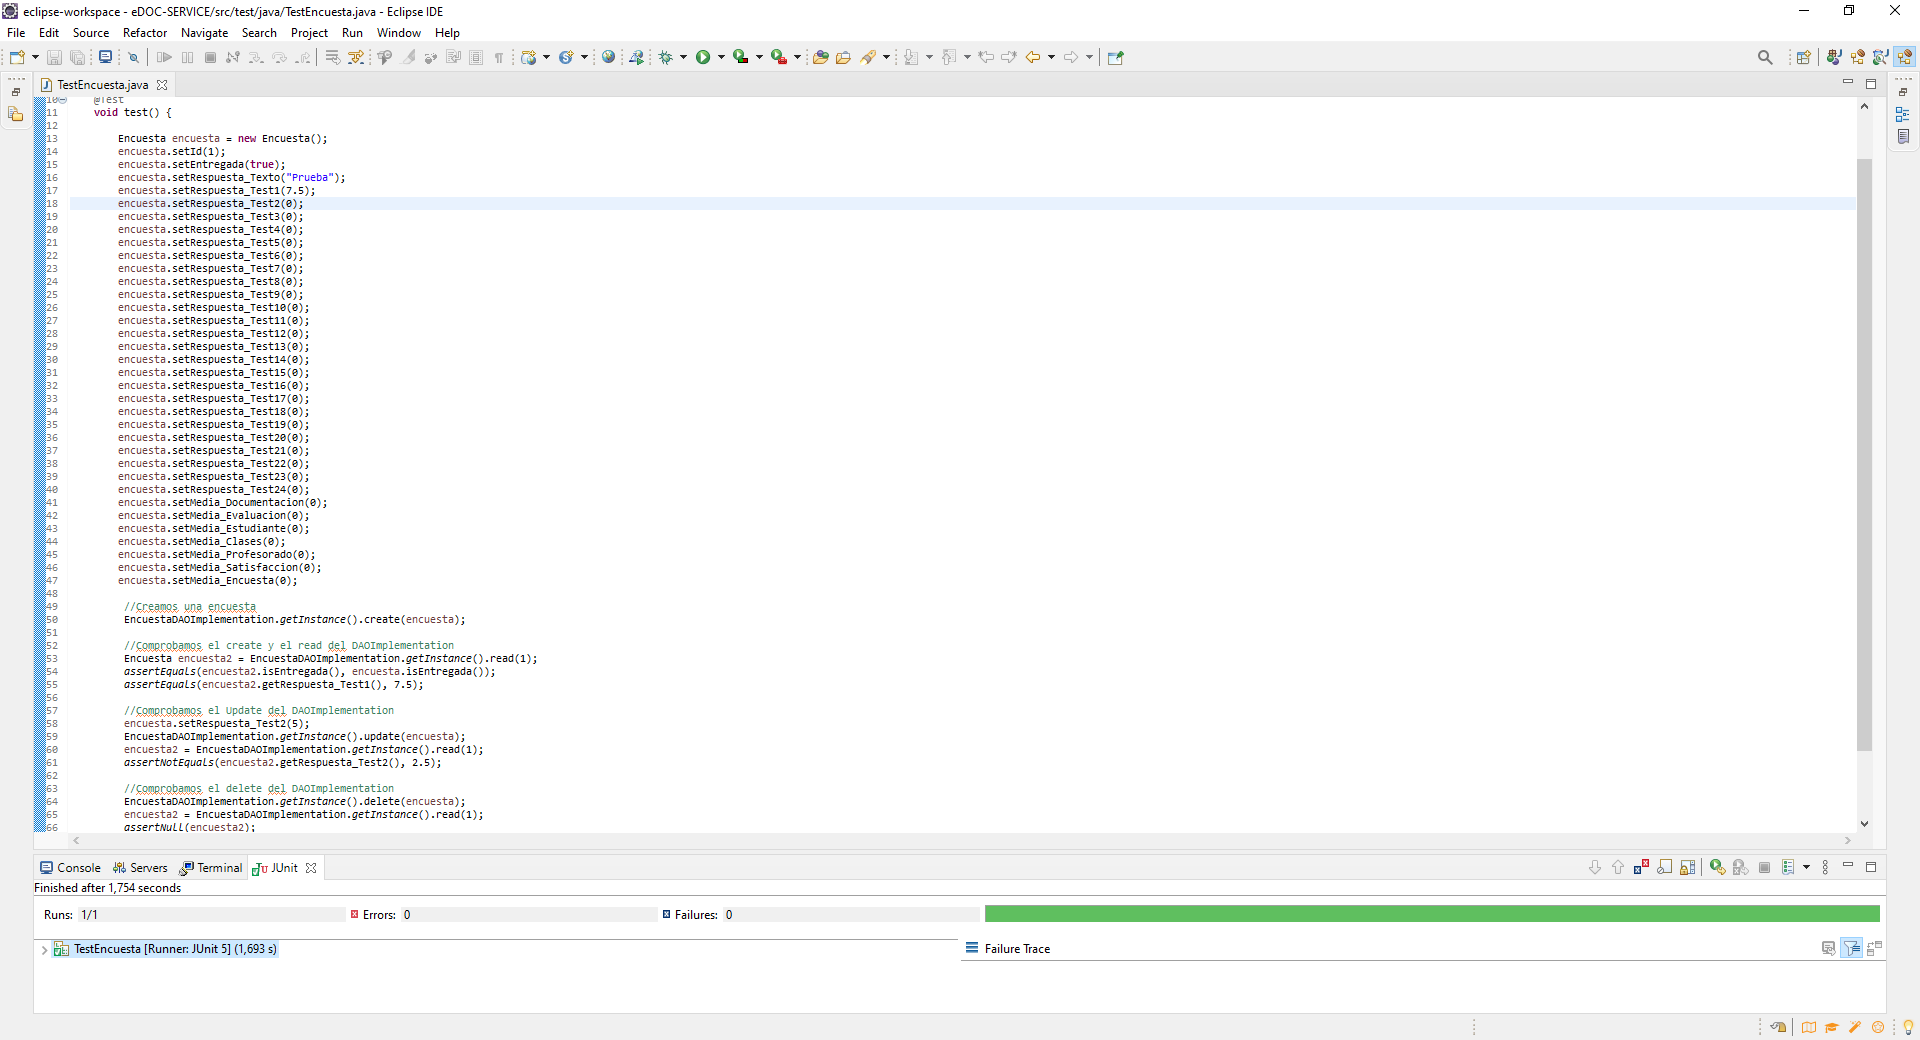 eclipse-workspace - eDOC-SERVICE/src/test/java/TestEncuesta.java - Eclipse IDE
File Edit Source Refactor Navigate Search Project Run Window Help
TestEncuesta.java
10 @Test
11 void test() {
12
13 Encuesta encuesta = new Encuesta();
14 encuesta.setId(1);
15 encuesta.setEntregada(true);
16 encuesta.setRespuesta_Texto("Prueba");
17 encuesta.setRespuesta_Test1(7.5);
18 encuesta.setRespuesta_Test2(0);
19 encuesta.setRespuesta_Test3(0);
20 encuesta.setRespuesta_Test4(0);
21 encuesta.setRespuesta_Test5(0);
22 encuesta.setRespuesta_Test6(0);
23 encuesta.setRespuesta_Test7(0);
24 encuesta.setRespuesta_Test8(0);
25 encuesta.setRespuesta_Test9(0);
26 encuesta.setRespuesta_Test10(0);
27 encuesta.setRespuesta_Test11(0);
28 encuesta.setRespuesta_Test12(0);
29 encuesta.setRespuesta_Test13(0);
30 encuesta.setRespuesta_Test14(0);
31 encuesta.setRespuesta_Test15(0);
32 encuesta.setRespuesta_Test16(0);
33 encuesta.setRespuesta_Test17(0);
34 encuesta.setRespuesta_Test18(0);
35 encuesta.setRespuesta_Test19(0);
36 encuesta.setRespuesta_Test20(0);
37 encuesta.setRespuesta_Test21(0);
38 encuesta.setRespuesta_Test22(0);
39 encuesta.setRespuesta_Test23(0);
40 encuesta.setRespuesta_Test24(0);
41 encuesta.setMedia_Documentacion(0);
42 encuesta.setMedia_Evaluacion(0);
43 encuesta.setMedia_Estudiante(0);
44 encuesta.setMedia_Clases(0);
45 encuesta.setMedia_Profesorado(0);
46 encuesta.setMedia_Satisfaccion(0);
47 encuesta.setMedia_Encuesta(0);
48
49 //Creamos una encuesta
50 EncuestaDAOImplementation.getInstance().create(encuesta);
51
52 //Comprobamos el create y el read del DAOImplementation
53 Encuesta encuesta2 = EncuestaDAOImplementation.getInstance().read(1);
54 assertEquals(encuesta2.isEntregada(), encuesta.isEntregada());
55 assertEquals(encuesta2.getRespuesta_Test1(), 7.5);
56
57 //Comprobamos el Update del DAOImplementation
58 encuesta.setRespuesta_Test2(5);
59 EncuestaDAOImplementation.getInstance().update(encuesta);
60 encuesta2 = EncuestaDAOImplementation.getInstance().read(1);
61 assertNotEquals(encuesta2.getRespuesta_Test2(), 2.5);
62
63 //Comprobamos el delete del DAOImplementation
64 EncuestaDAOImplementation.getInstance().delete(encuesta);
65 encuesta2 = EncuestaDAOImplementation.getInstance().read(1);
66 assertNull(encuesta2);
Console Servers Terminal JUnit
Finished after 1,754 seconds
Runs: 1/1 Errors: 0 Failures: 0
TestEncuesta [Runner: JUnit 5] (1,693 s) Failure Trace